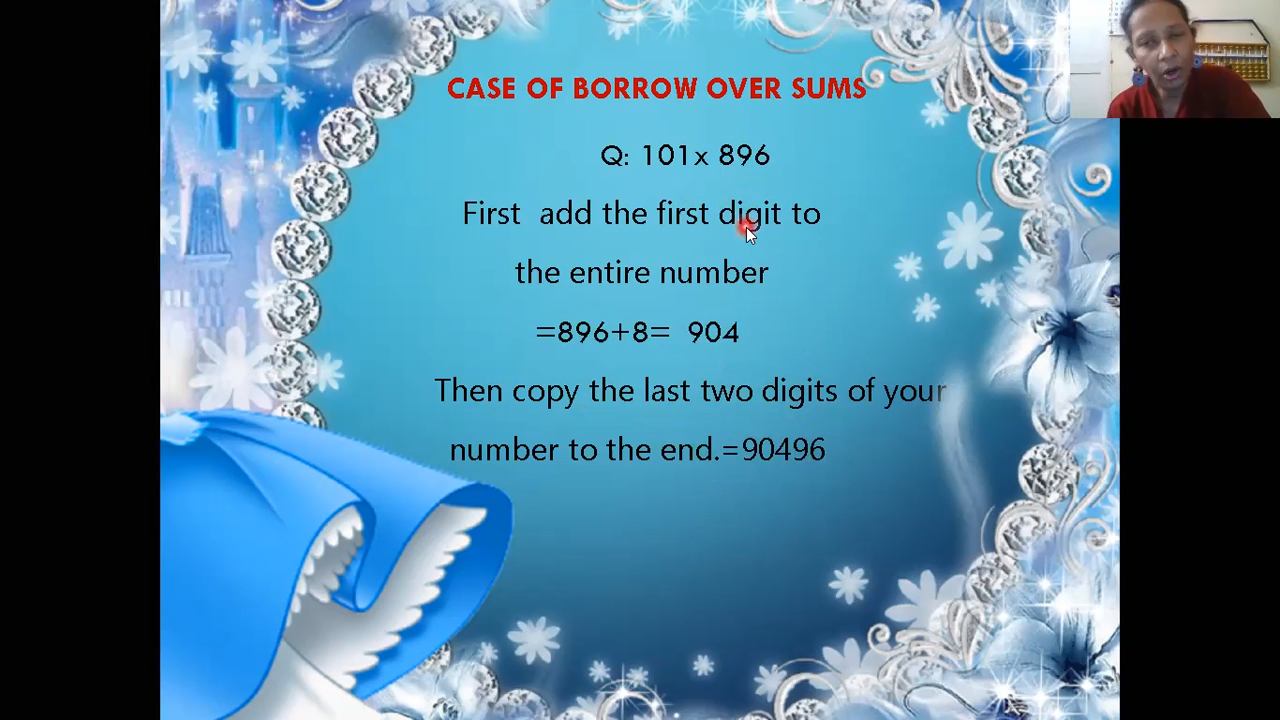 CASE OF BORROW OVER SUMS
Q: 101x 896
First add the first digit to
the entire number
=896+8= 904
Then copy the last two digits of your
number to the end.=90496